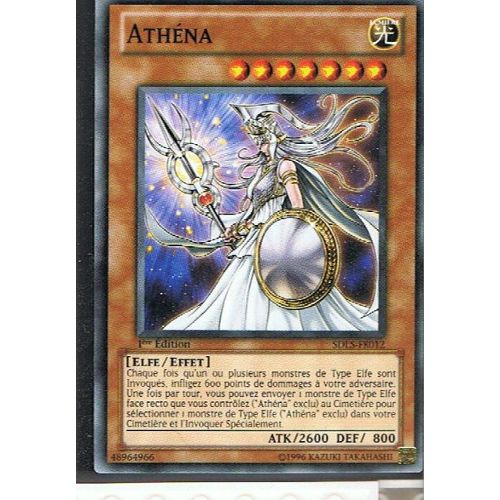 ATHÉNA
LUMIÈRE
光
1ère Edition
SDLS-FR012
[ELFE/EFFET]
Chaque fois qu'un ou plusieurs monstres de Type Elfe sont
Invoqués, infligez 600 points de dommages à votre adversaire.
Une fois par tour, vous pouvez envoyer 1 monstre de Type Elfe
face recto que vous contrôlez ("Athéna" exclu) au Cimetière pour
sélectionner 1 monstre de Type Elfe ("Athéna" exclu) dans votre
Cimetière et l'Invoquer Spécialement.
ATK/2600 DEF/ 800
48964966
©1996 KAZUKI TAKAHASHI